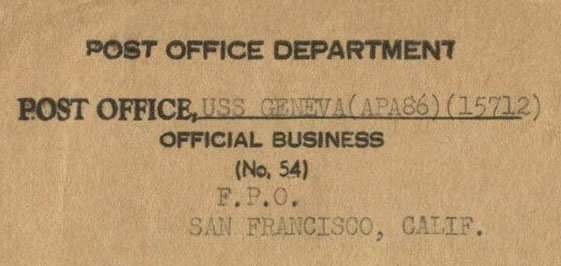 POST OFFICE DEPARTMENT
POST OFFICE, USS GENEVA(APA86)(15712)
OFFICIAL BUSINESS
(No. 54)
F.P.O.
SAN FRANCISCO, CALIF.